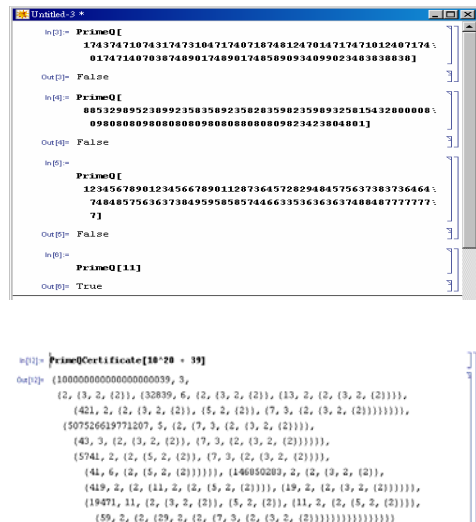 Untitled-3 *
In[3]:= PrimeQ[
174374710743174731047174071874812470147174710124071 74
017471407038748901748901748589093409902348383 8838]
Out[3]= False
In[4]:= PrimeQ[
Out[4]= False
In[5]:=
PrimeQ[
7]
Out[5]= False
In[6]:=
PrimeQ[11]
Out[6]= True
In[12]:= PrimeQCertificate[10^20 + 39]
Out[12]= {100000000000000000039, 3,
{2, {3, 2, {2}}, {32839, 6, {2, {3, 2, {2}}, {13, 2, {2, {3, 2, {2}}}},
{421, 2, {2, {3, 2, {2}}, {5, 2, {2}}, {7, 3, {2, {3, 2, {2}}}}}}}},
{507526619771207, 5, {2, {7, 3, {2, {3, 2, {2}}}},
{43, 3, {2, {3, 2, {2}}, {7, 3, {2, {3, 2, {2}}}}}},
{5741, 2, {2, {5, 2, {2}}, {7, 3, {2, {3, 2, {2}}}},
{41, 6, {2, {5, 2, {2}}}}}}, {146850283, 2, {2, {3, 2, {2}},
{419, 2, {2, {11, 2, {2, {5, 2, {2}}}}, {19, 2, {2, {3, 2, {2}}}}}},
{19471, 11, {2, {3, 2, {2}}, {5, 2, {2}}, {11, 2, {2, {5, 2, {2}}}},
{59, 2, {2, {29, 2, {2, {7, 3, {2, {3, 2, {2}}}}}}}}}}}}}}}}